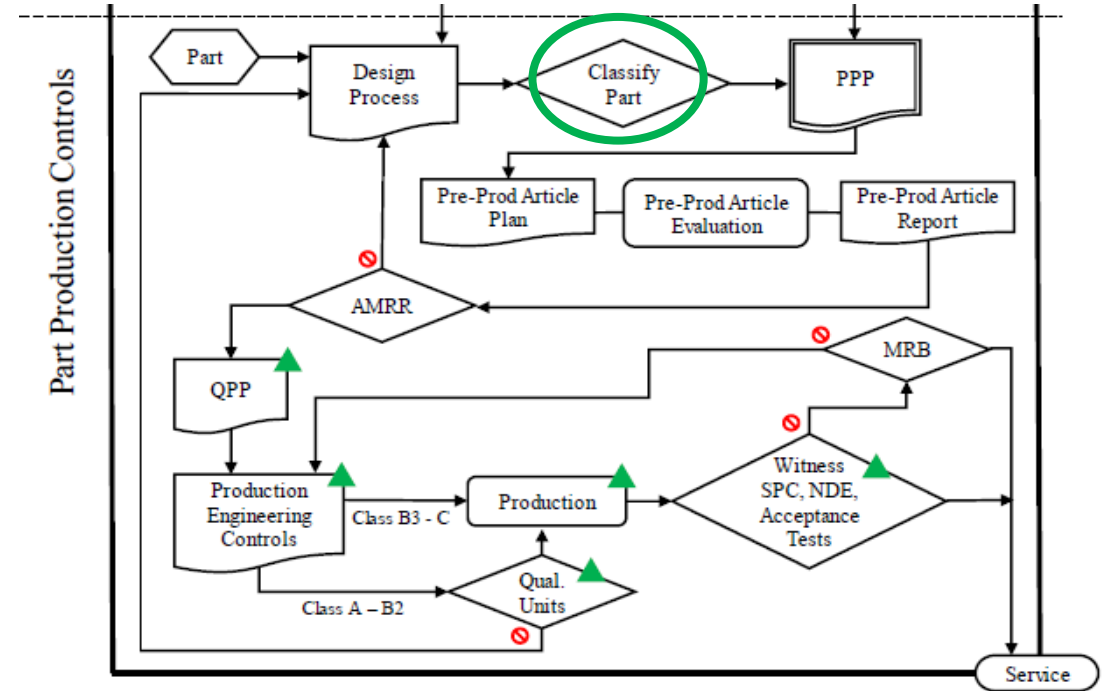 Part Production Controls
Part
Design
Process
Classify
Part
PPP
Pre-Prod Article
Plan
Pre-Prod Article
Evaluation
Pre-Prod Article
Report
AMRR
MRB
QPP
Production
Engineering
Controls
Class B3 - C
Production
Witness
SPC, NDE,
Acceptance
Tests
Class A – B2
Qual.
Units
Service